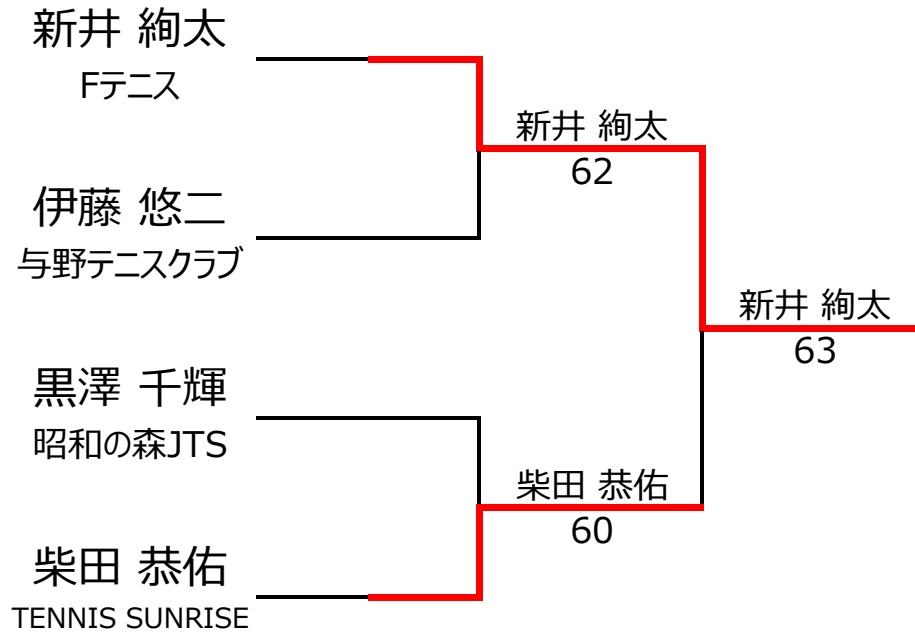 新井 絢太
Fテニス
新井 絢太
62
伊藤 悠二
与野テニスクラブ
新井 絢太
63
黒澤 千輝
昭和の森JTS
柴田 恭佑
60
柴田 恭佑
TENNIS SUNRISE